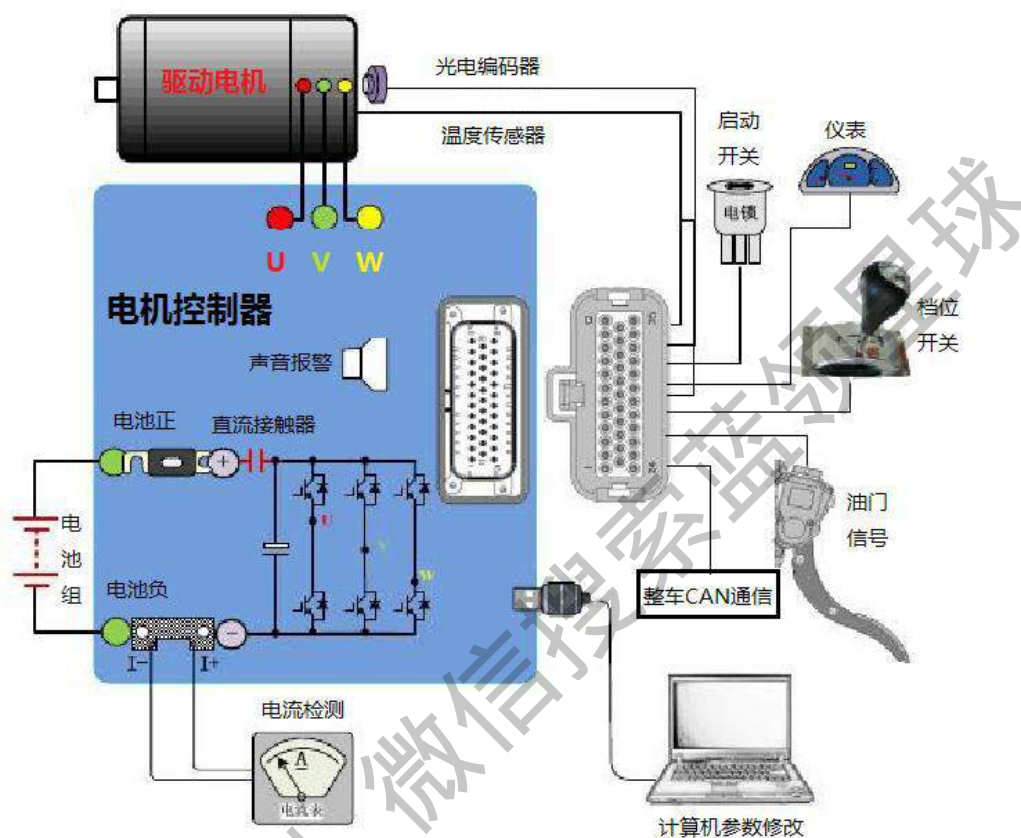 驱动电机
光电编码器
温度传感器
启动
开关
仪表
电锁
档位
开关
U V W
电机控制器
声音报警
电池正
直流接触器
+
U
V
W
电
池
组
电池负
-
I-
I+
油门
信号
整车CAN通信
电流检测
A
电流表
计算机参数修改
微信搜索蓝领星球